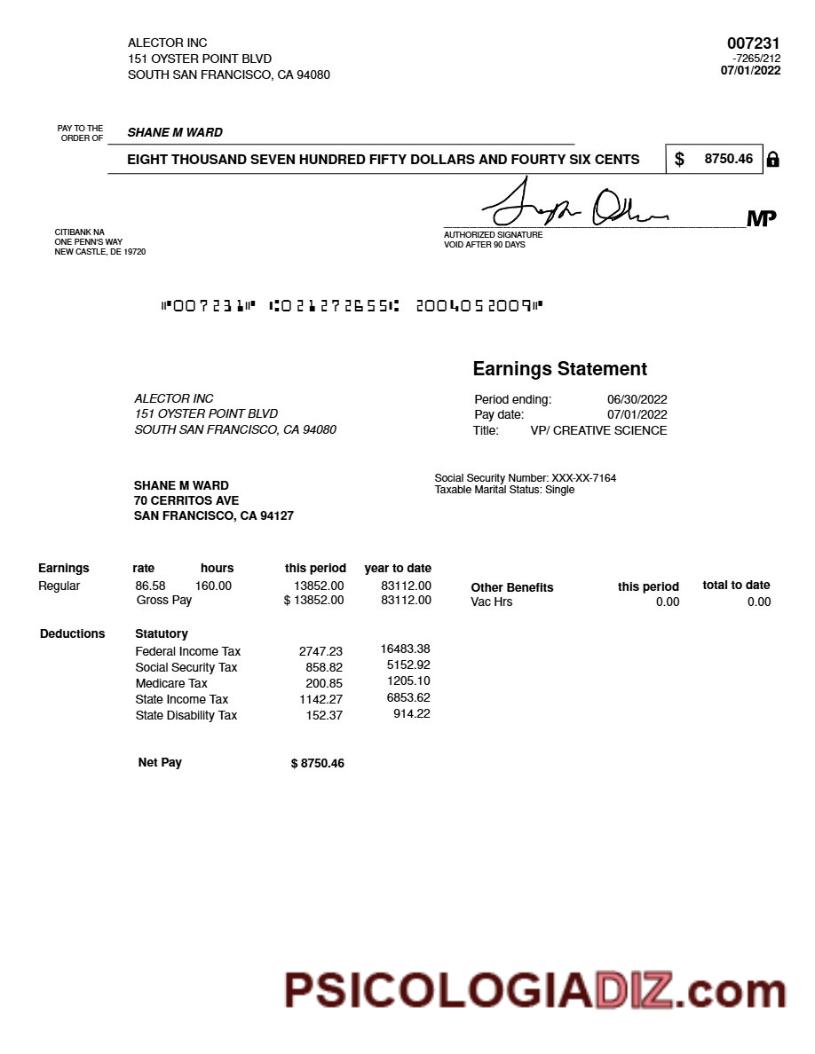 ALECTOR INC
151 OYSTER POINT BLVD
SOUTH SAN FRANCISCO, CA 94080
007231
-7265/212
07/01/2022
PAY TO THE
ORDER OF
SHANE M WARD
EIGHT THOUSAND SEVEN HUNDRED FIFTY DOLLARS AND FOURTY SIX CENTS $ 8750.46
MP
CITIBANK NA
ONE PENN'S WAY
NEW CASTLE, DE 19720
AUTHORIZED SIGNATURE
VOID AFTER 90 DAYS
⑈007231⑈ ⑆021272655⑆ 2004052009⑈
Earnings Statement
ALECTOR INC
151 OYSTER POINT BLVD
SOUTH SAN FRANCISCO, CA 94080
Period ending: 06/30/2022
Pay date: 07/01/2022
Title: VP/ CREATIVE SCIENCE
SHANE M WARD
70 CERRITOS AVE
SAN FRANCISCO, CA 94127
Social Security Number: XXX-XX-7164
Taxable Marital Status: Single
Earnings rate hours this period year to date
Regular 86.58 160.00 13852.00 83112.00
Gross Pay $ 13852.00 83112.00
Other Benefits this period total to date
Vac Hrs 0.00 0.00
Deductions Statutory
Federal Income Tax 2747.23 16483.38
Social Security Tax 858.82 5152.92
Medicare Tax 200.85 1205.10
State Income Tax 1142.27 6853.62
State Disability Tax 152.37 914.22
Net Pay $ 8750.46
PSICOLOGIADIZ.com